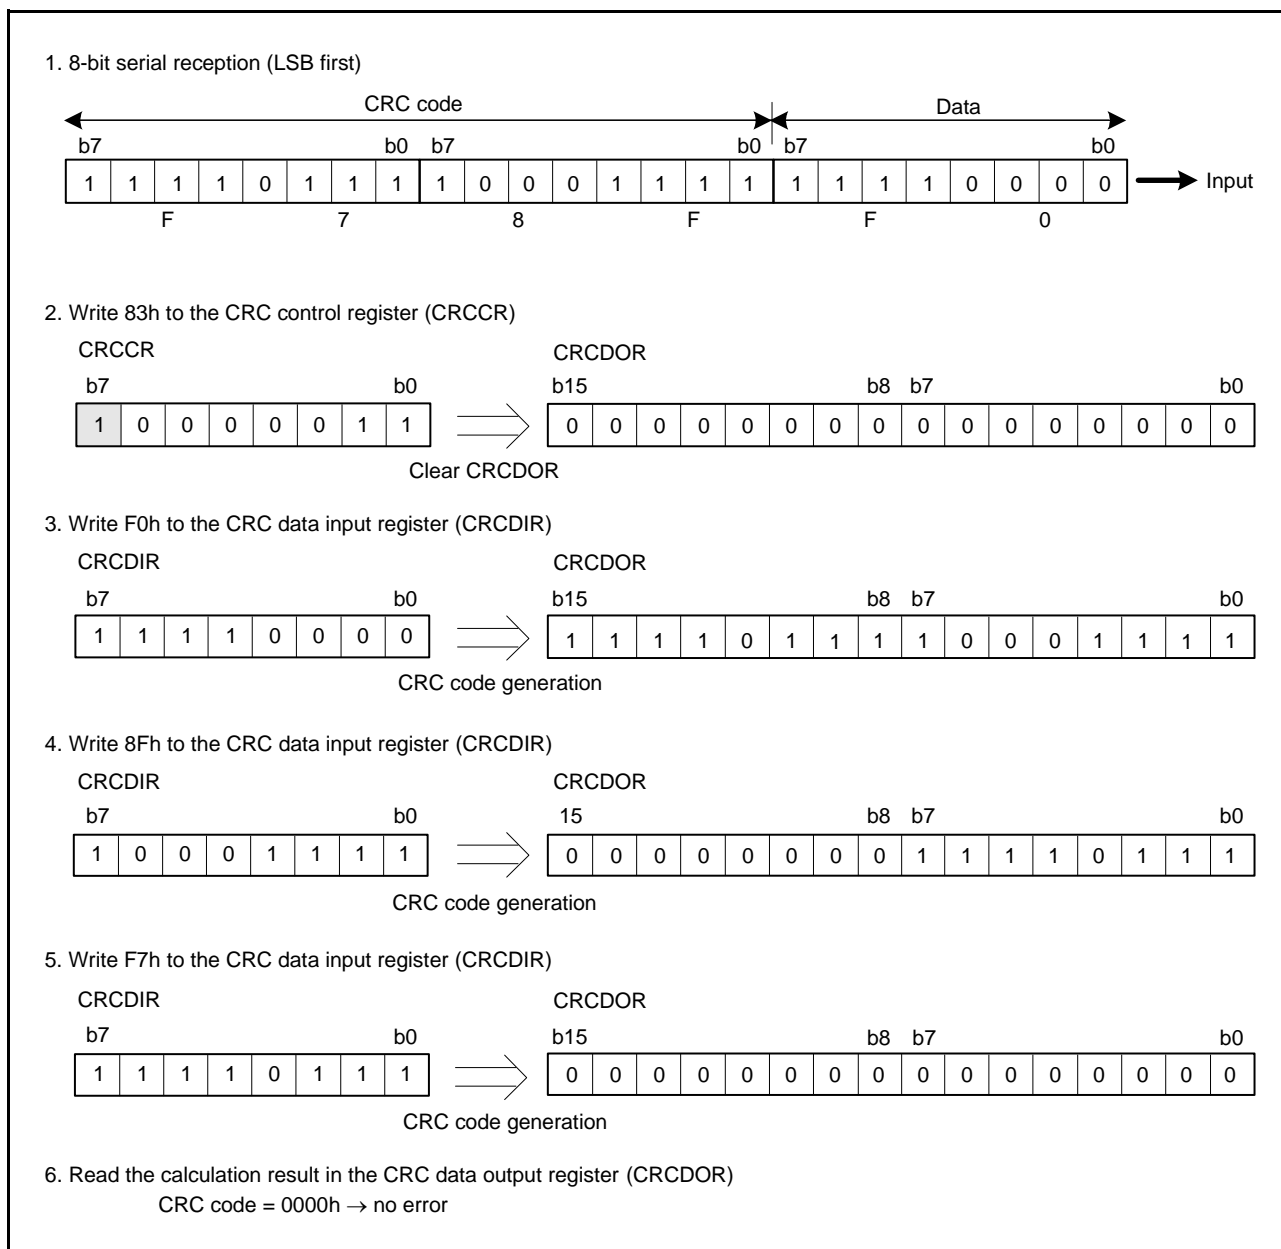 1. 8-bit serial reception (LSB first)
CRC code Data
b7 b0 b7 b0 b7 b0
1 1 1 1 0 1 1 1 1 0 0 0 1 1 1 1 1 1 1 1 0 0 0 0 Input
F 7 8 F F 0
2. Write 83h to the CRC control register (CRCCR)
CRCCR CRCDOR
b7 b0 b15 b8 b7 b0
1 0 0 0 0 0 1 1 0 0 0 0 0 0 0 0 0 0 0 0 0 0 0 0
Clear CRCDOR
3. Write F0h to the CRC data input register (CRCDIR)
CRCDIR CRCDOR
b7 b0 b15 b8 b7 b0
1 1 1 1 0 0 0 0 1 1 1 1 0 1 1 1 1 0 0 0 1 1 1 1
CRC code generation
4. Write 8Fh to the CRC data input register (CRCDIR)
CRCDIR CRCDOR
b7 b0 15 b8 b7 b0
1 0 0 0 1 1 1 1 0 0 0 0 0 0 0 0 1 1 1 1 0 1 1 1
CRC code generation
5. Write F7h to the CRC data input register (CRCDIR)
CRCDIR CRCDOR
b7 b0 b15 b8 b7 b0
1 1 1 1 0 1 1 1 0 0 0 0 0 0 0 0 0 0 0 0 0 0 0 0
CRC code generation
6. Read the calculation result in the CRC data output register (CRCDOR)
CRC code = 0000h → no error